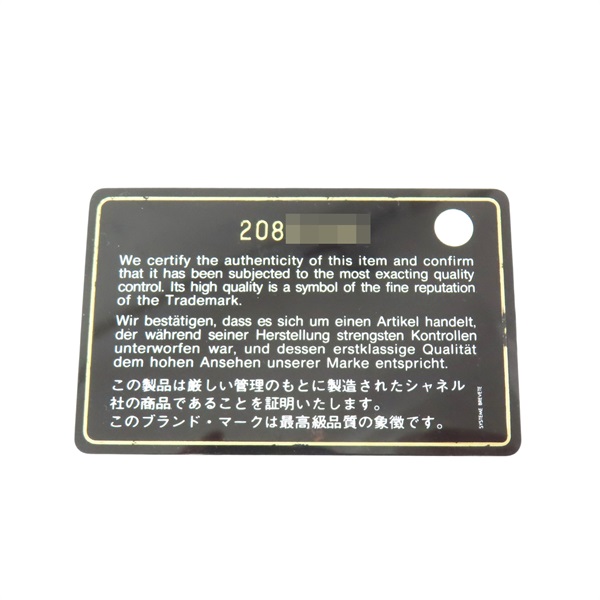 208
We certify the authenticity of this item and confirm
that it has been subjected to the most exacting quality
control. Its high quality is a symbol of the fine reputation
of the Trademark.
Wir bestätigen, dass es sich um einen Artikel handelt,
der während seiner Herstellung strengsten Kontrollen
unterworfen war, und dessen erstklassige Qualität
dem hohen Ansehen unserer Marke entspricht.
この製品は厳しい管理のもとに製造されたシャネル
社の商品であることを証明いたします。
このブランド・マークは最高級品質の象徴です。
SYSTEME BREVETE